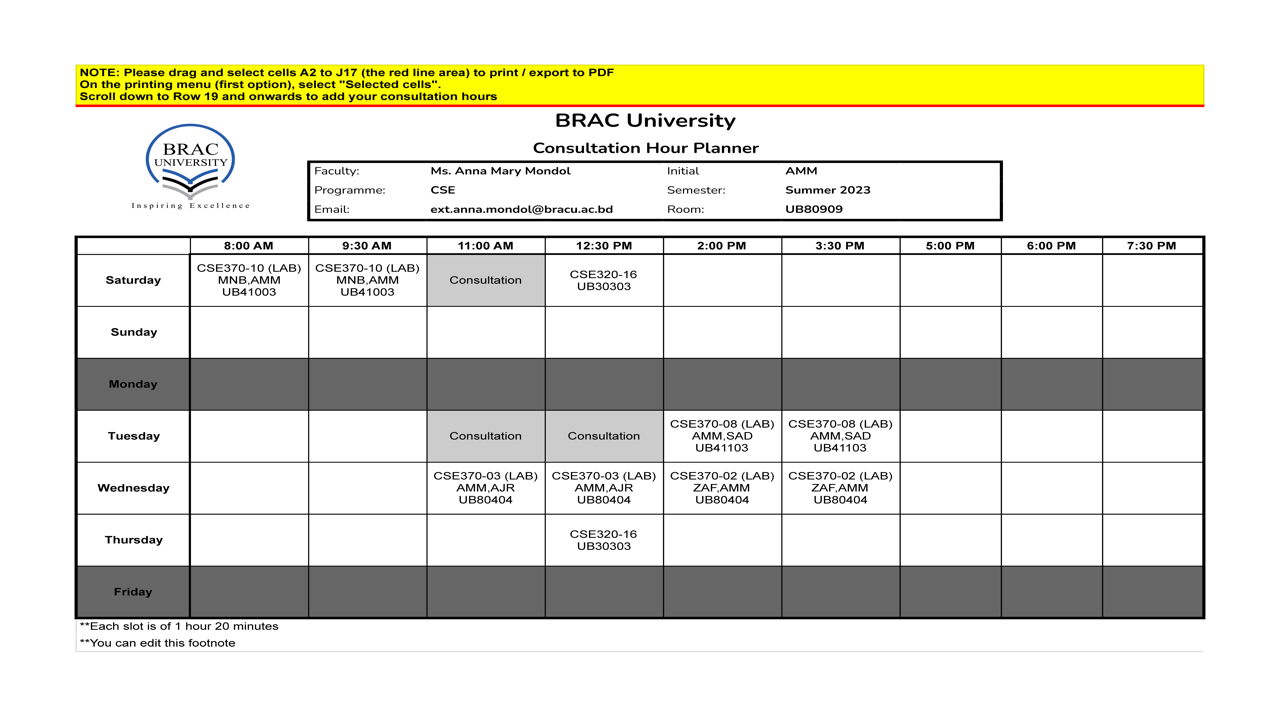 NOTE: Please drag and select cells A2 to J17 (the red line area) to print / export to PDF
On the printing menu (first option), select "Selected cells".
Scroll down to Row 19 and onwards to add your consultation hours
BRAC University
Consultation Hour Planner
BRAC
UNIVERSITY
Inspiring Excellence
Faculty: Ms. Anna Mary Mondol Initial AMM
Programme: CSE Semester: Summer 2023
Email: ext.anna.mondol@bracu.ac.bd Room: UB80909
8:00 AM 9:30 AM 11:00 AM 12:30 PM 2:00 PM 3:30 PM 5:00 PM 6:00 PM 7:30 PM
Saturday
CSE370-10 (LAB)
MNB,AMM
UB41003
CSE370-10 (LAB)
MNB,AMM
UB41003
Consultation
CSE320-16
UB30303
Sunday
Monday
Tuesday
Consultation
Consultation
CSE370-08 (LAB)
AMM,SAD
UB41103
CSE370-08 (LAB)
AMM,SAD
UB41103
Wednesday
CSE370-03 (LAB)
AMM,AJR
UB80404
CSE370-03 (LAB)
AMM,AJR
UB80404
CSE370-02 (LAB)
ZAF,AMM
UB80404
CSE370-02 (LAB)
ZAF,AMM
UB80404
Thursday
CSE320-16
UB30303
Friday
**Each slot is of 1 hour 20 minutes
**You can edit this footnote